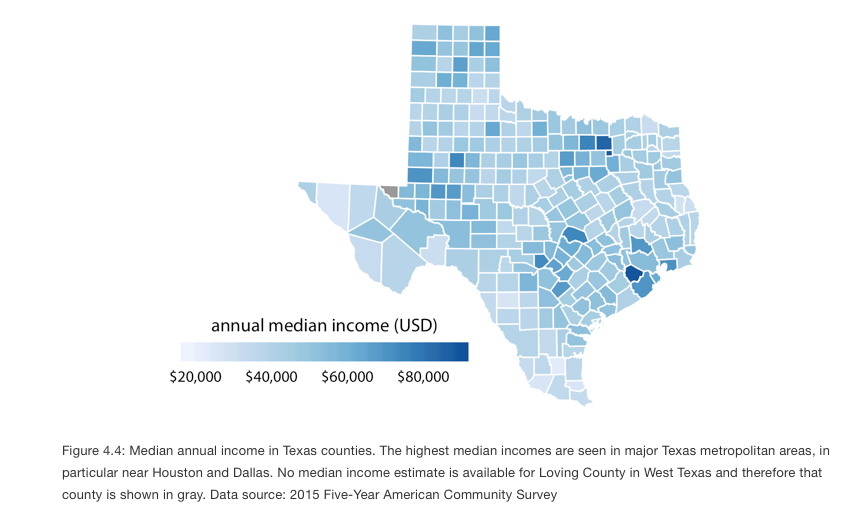 annual median income (USD)
$20,000 $40,000 $60,000 $80,000
Figure 4.4: Median annual income in Texas counties. The highest median incomes are seen in major Texas metropolitan areas, in
particular near Houston and Dallas. No median income estimate is available for Loving County in West Texas and therefore that
county is shown in gray. Data source: 2015 Five-Year American Community Survey